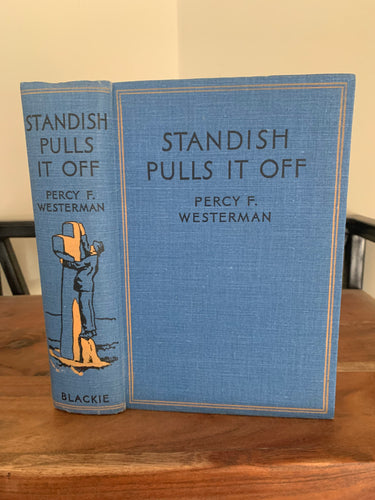 STANDISH
PULLS
IT OFF
PERCY F.
WESTERMAN
BLACKIE
STANDISH
PULLS IT OFF
PERCY F.
WESTERMAN